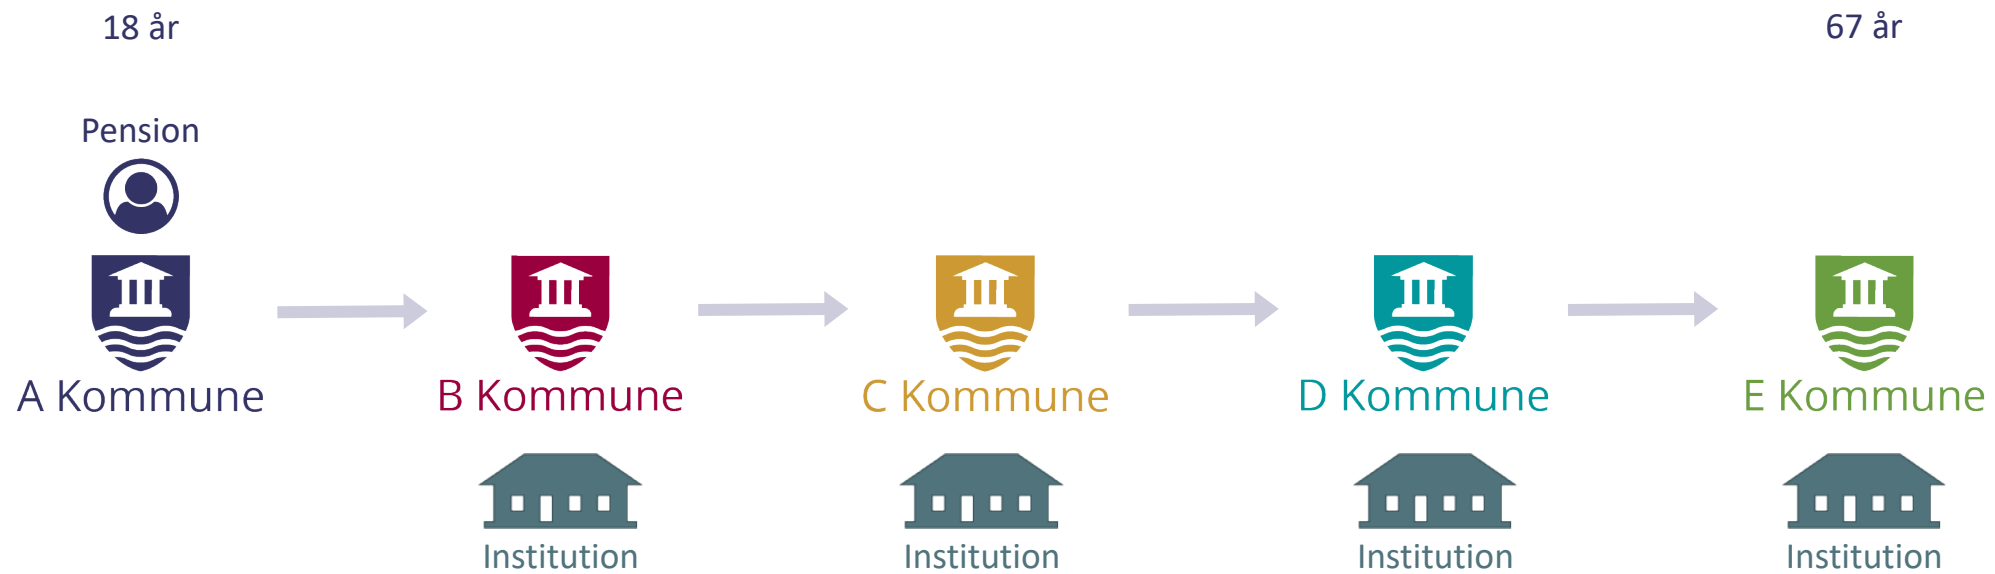 18 år
67 år
Pension
A Kommune
B Kommune
C Kommune
D Kommune
E Kommune
Institution
Institution
Institution
Institution